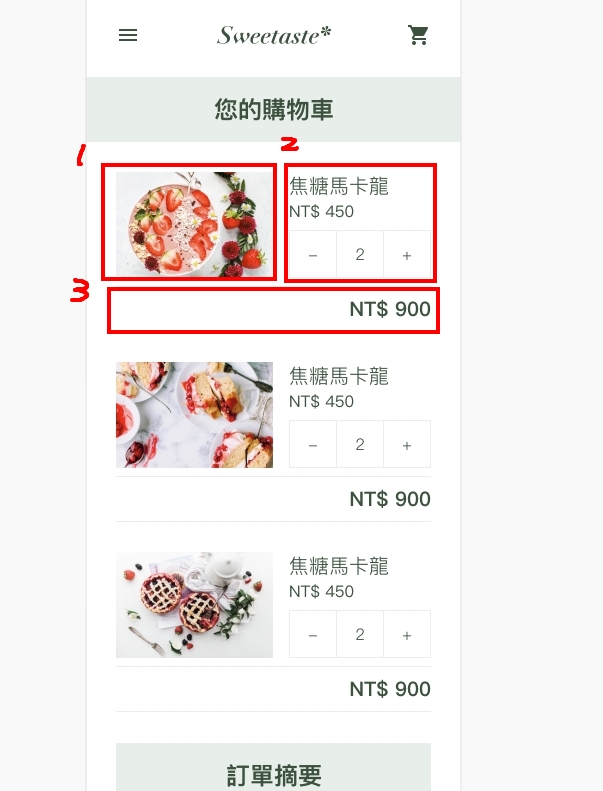 Sweetaste*
您的購物車
1
2
焦糖馬卡龍
NT$ 450
− 2 +
3
NT$ 900
焦糖馬卡龍
NT$ 450
− 2 +
NT$ 900
焦糖馬卡龍
NT$ 450
− 2 +
NT$ 900
訂單摘要